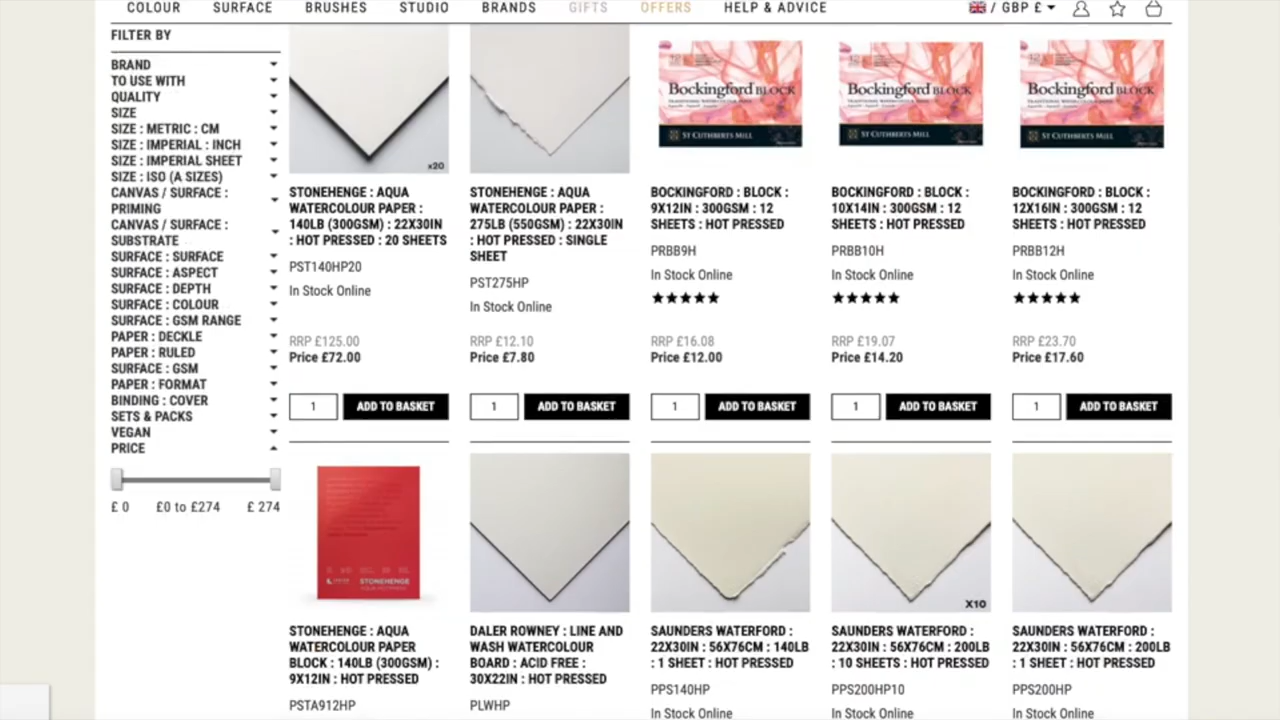 COLOUR SURFACE BRUSHES STUDIO BRANDS GIFTS OFFERS HELP & ADVICE / GBP £
FILTER BY
BRAND
TO USE WITH
QUALITY
SIZE
SIZE : METRIC : CM
SIZE : IMPERIAL : INCH
SIZE : IMPERIAL SHEET
SIZE : ISO (A SIZES)
CANVAS / SURFACE :
PRIMING
CANVAS / SURFACE :
SUBSTRATE
SURFACE : SURFACE
SURFACE : ASPECT
SURFACE : DEPTH
SURFACE : COLOUR
SURFACE : GSM RANGE
PAPER : DECKLE
PAPER : RULED
SURFACE : GSM
PAPER : FORMAT
BINDING : COVER
SETS & PACKS
VEGAN
PRICE
£ 0 £0 to £274 £ 274
x20
STONEHENGE : AQUA
WATERCOLOUR PAPER :
140LB (300GSM) : 22X30IN
: HOT PRESSED : 20 SHEETS
PST140HP20
In Stock Online
RRP £125.00
Price £72.00
1 ADD TO BASKET
STONEHENGE : AQUA
WATERCOLOUR PAPER :
275LB (550GSM) : 22X30IN
: HOT PRESSED : SINGLE
SHEET
PST275HP
In Stock Online
RRP £12.10
Price £7.80
1 ADD TO BASKET
Bockingford BLOCK
ST CUTHBERTS MILL
BOCKINGFORD : BLOCK :
9X12IN : 300GSM : 12
SHEETS : HOT PRESSED
PRBB9H
In Stock Online
RRP £16.08
Price £12.00
1 ADD TO BASKET
Bockingford BLOCK
ST CUTHBERTS MILL
BOCKINGFORD : BLOCK :
10X14IN : 300GSM : 12
SHEETS : HOT PRESSED
PRBB10H
In Stock Online
RRP £19.07
Price £14.20
1 ADD TO BASKET
Bockingford BLOCK
ST CUTHBERTS MILL
BOCKINGFORD : BLOCK :
12X16IN : 300GSM : 12
SHEETS : HOT PRESSED
PRBB12H
In Stock Online
RRP £23.70
Price £17.60
1 ADD TO BASKET
STONEHENGE
STONEHENGE : AQUA
WATERCOLOUR PAPER
BLOCK : 140LB (300GSM) :
9X12IN : HOT PRESSED
PSTA912HP
DALER ROWNEY : LINE AND
WASH WATERCOLOUR
BOARD : ACID FREE :
30X22IN : HOT PRESSED
PLWHP
SAUNDERS WATERFORD :
22X30IN : 56X76CM : 140LB
: 1 SHEET : HOT PRESSED
PPS140HP
In Stock Online
X10
SAUNDERS WATERFORD :
22X30IN : 56X76CM : 200LB
: 10 SHEETS : HOT PRESSED
PPS200HP10
In Stock Online
SAUNDERS WATERFORD :
22X30IN : 56X76CM : 200LB
: 1 SHEET : HOT PRESSED
PPS200HP
In Stock Online